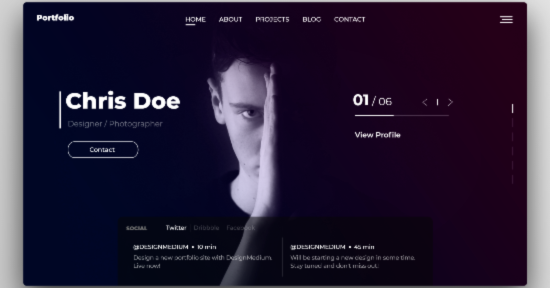 Portfolio
HOME ABOUT PROJECTS BLOG CONTACT
Chris Doe
Designer / Photographer
Contact
01 / 06
View Profile
SOCIALS Twitter Dribbble Facebook
@DESIGNMEDIUM • 10 min
Design a new portfolio site with DesignMedium.
Live now!
@DESIGNMEDIUM • 45 min
Will be starting a new design in some time.
Stay tuned and don't miss out!